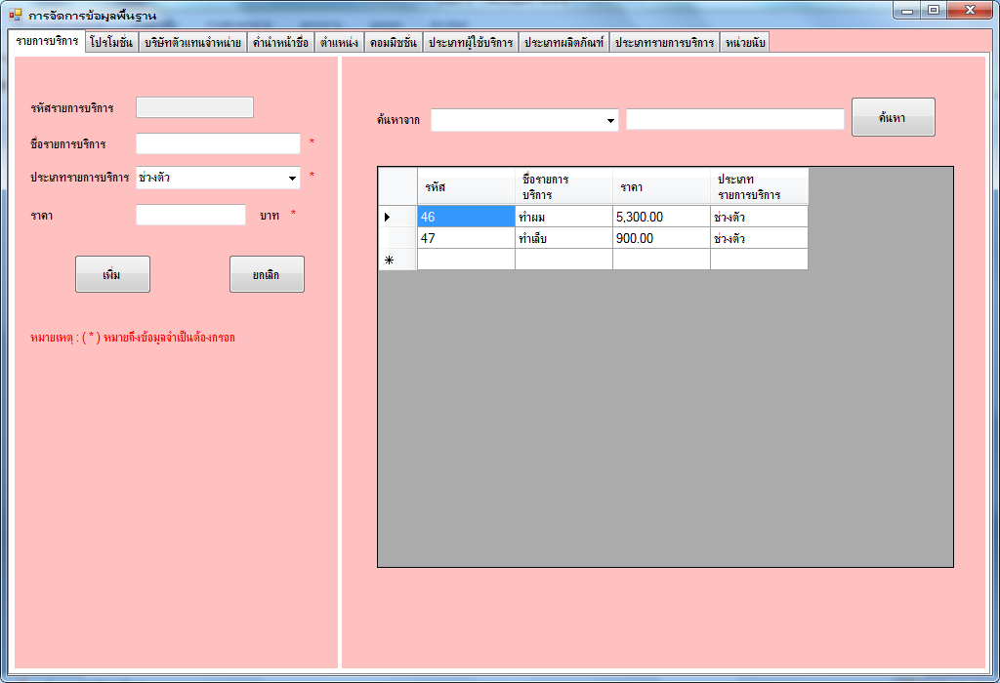 การจัดการข้อมูลพื้นฐาน
รายการบริการ โปรโมชั่น บริษัทตัวแทนจำหน่าย คำนำหน้าชื่อ ตำแหน่ง คอมมิชชั่น ประเภทผู้ใช้บริการ ประเภทผลิตภัณฑ์ ประเภทรายการบริการ หน่วยนับ
รหัสรายการบริการ
ชื่อรายการบริการ *
ประเภทรายการบริการ ช่วงตัว *
ราคา บาท *
เพิ่ม ยกเลิก
หมายเหตุ : ( * ) หมายถึงข้อมูลจำเป็นต้องกรอก
ค้นหาจาก ค้นหา
รหัส ชื่อรายการบริการ ราคา ประเภทรายการบริการ
46 ทำผม 5,300.00 ช่วงตัว
47 ทำเล็บ 900.00 ช่วงตัว